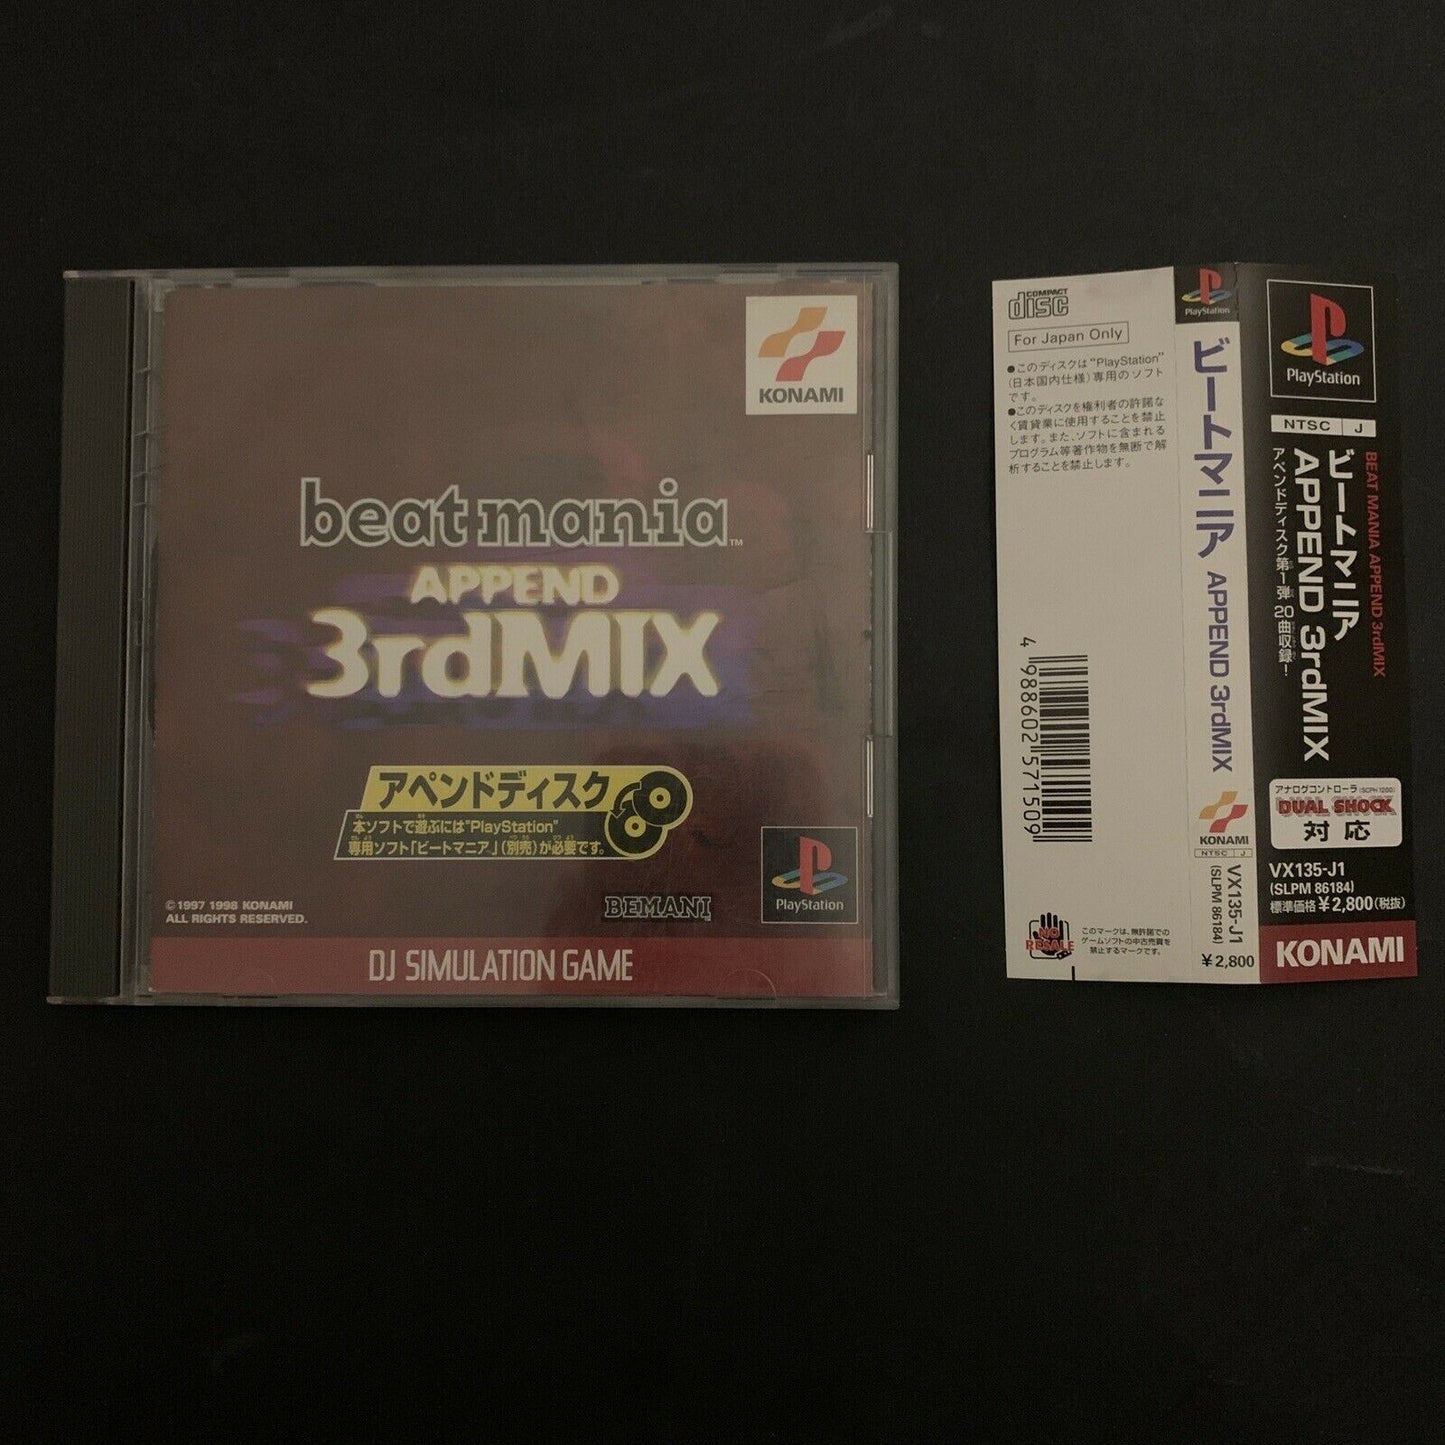 KONAMI
beatmania™
APPEND
3rdMIX
アペンドディスク
本ソフトで遊ぶには"PlayStation"
専用ソフト「ビートマニア」(別売)が必要です。
©1997 1998 KONAMI
ALL RIGHTS RESERVED.
BEMANI
PlayStation
DJ SIMULATION GAME
COMPACT
disc
For Japan Only
●このディスクは"PlayStation"
(日本国内仕様)専用のソフト
です。
●このディスクを権利者の許諾な
く賃貸業に使用することを禁止
します。また、ソフトに含まれる
プログラム等著作物を無断で解
析することを禁止します。
4 988602 571509
NO
RESALE
このマークは、無許諾での
ゲームソフトの中古売買を
禁止するマークです。
PlayStation
ビートマニア APPEND 3rdMIX
KONAMI
NTSC J
VX135-J1
(SLPM 86184)
¥2,800
PlayStation
NTSC J
BEAT MANIA APPEND 3rdMIX
ビートマニア
APPEND 3rdMIX
アペンドディスク第1弾 20曲収録!
アナログコントローラ(SCPH 1200)
DUAL SHOCK
対応
VX135-J1
(SLPM 86184)
標準価格¥2,800(税抜)
KONAMI